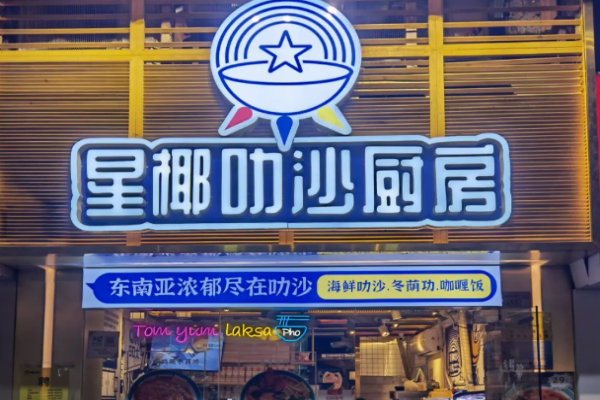 星椰叻沙厨房
东南亚浓郁尽在叻沙 海鲜叻沙.冬荫功.咖喱饭
Tom yum laksa Pho